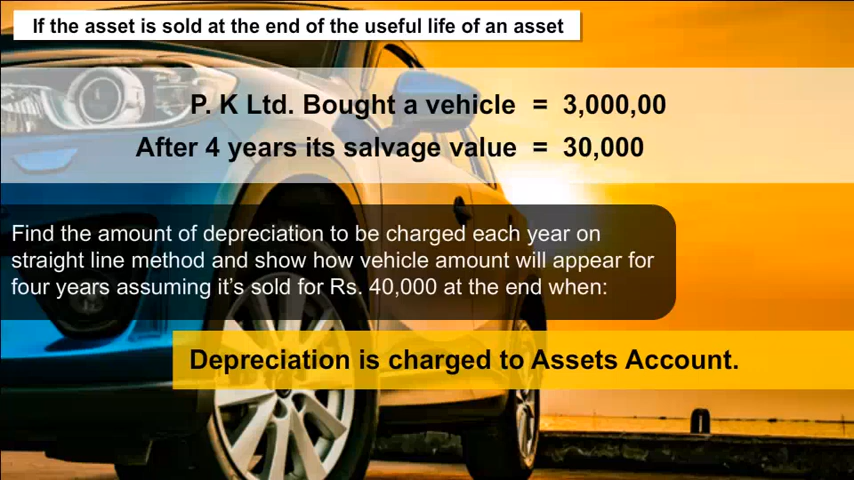 If the asset is sold at the end of the useful life of an asset
P. K Ltd. Bought a vehicle = 3,000,00
After 4 years its salvage value = 30,000
Find the amount of depreciation to be charged each year on
straight line method and show how vehicle amount will appear for
four years assuming it's sold for Rs. 40,000 at the end when:
Depreciation is charged to Assets Account.